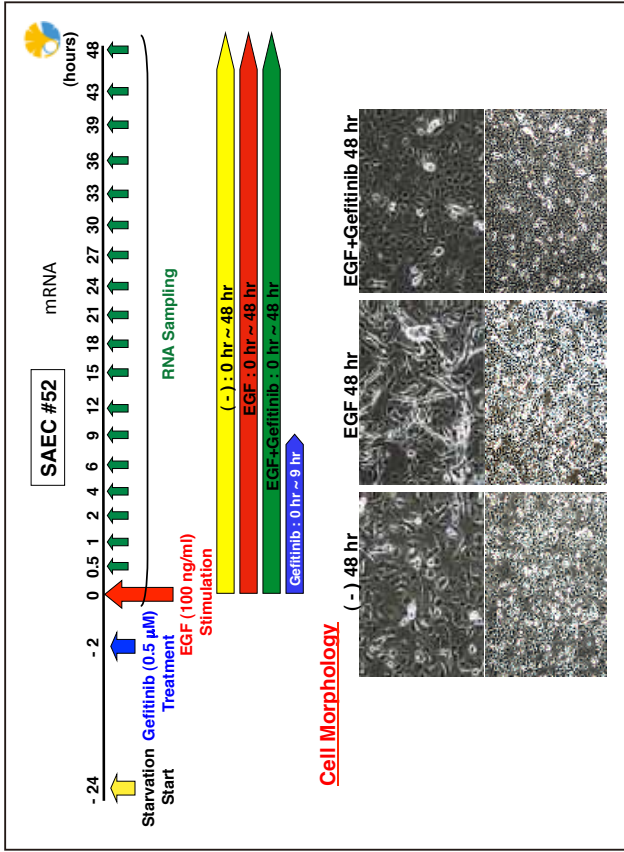 SAEC #52
mRNA
(hours)
- 24
- 2
0
0.5
1
2
4
6
9
12
15
18
21
24
27
30
33
36
39
43
48
Starvation
Start
Gefitinib (0.5 μM)
Treatment
EGF (100 ng/ml)
Stimulation
RNA Sampling
( - ) : 0 hr ~ 48 hr
EGF : 0 hr ~ 48 hr
EGF+Gefitinib : 0 hr ~ 48 hr
Gefitinib : 0 hr ~ 9 hr
Cell Morphology
( - ) 48 hr
EGF 48 hr
EGF+Gefitinib 48 hr